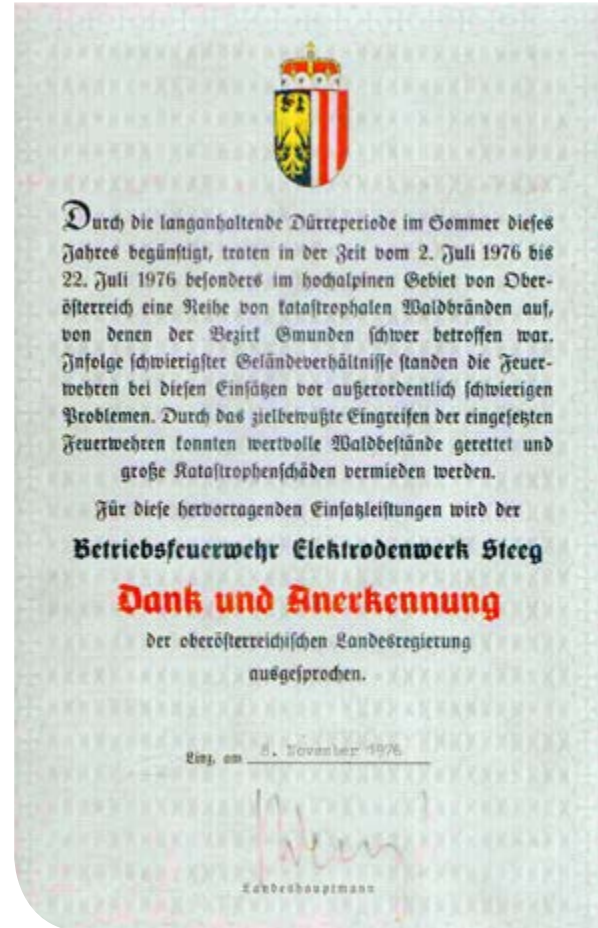 Durch die langanhaltende Dürreperiode im Sommer dieses
Jahres begünstigt, traten in der Zeit vom 2. Juli 1976 bis
22. Juli 1976 besonders im hochalpinen Gebiet von Ober-
österreich eine Reihe von katastrophalen Waldbränden auf,
von denen der Bezirk Gmunden schwer betroffen war.
Infolge schwierigster Geländeverhältnisse standen die Feuer-
wehren bei diesen Einsätzen vor außerordentlich schwierigen
Problemen. Durch das zielbewußte Eingreifen der eingesetzten
Feuerwehren konnten wertvolle Waldbestände gerettet und
große Katastrophenschäden vermieden werden.
Für diese hervorragenden Einsatzleistungen wird der
Betriebsfeuerwehr Elektrodenwerk Steeg
Dank und Anerkennung
der oberösterreichischen Landesregierung
ausgesprochen.
Linz, am 8. November 1976
Landeshauptmann